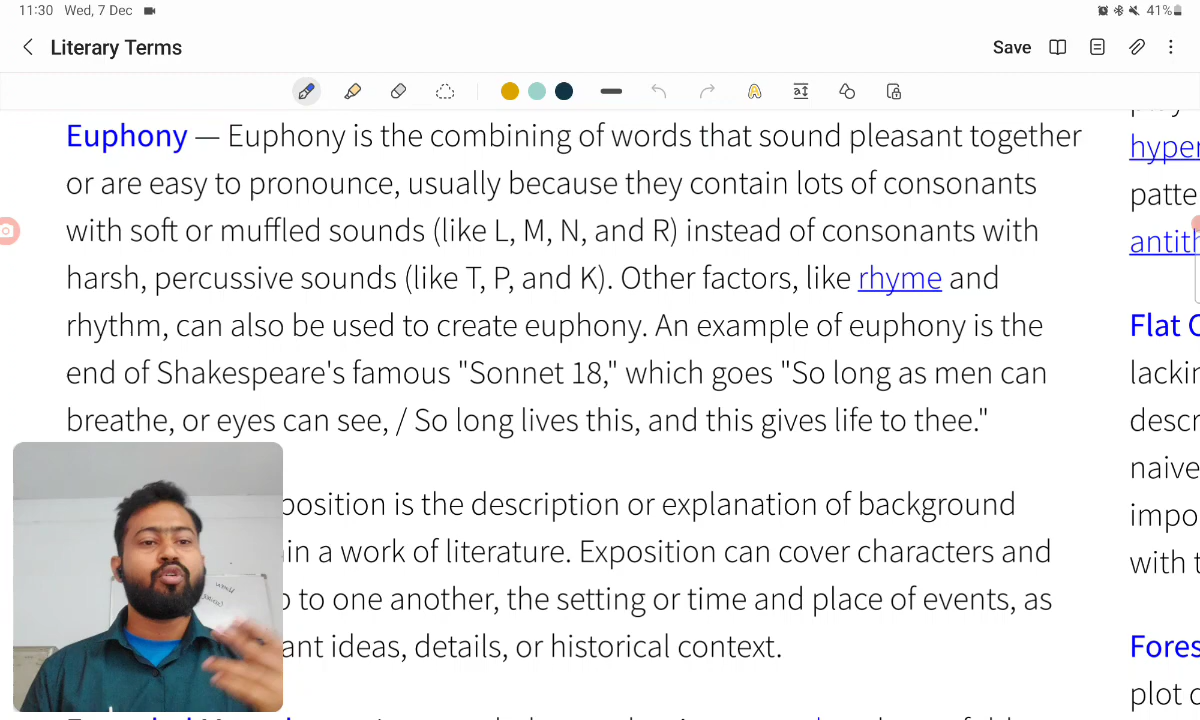 11:30 Wed, 7 Dec
41%
Literary Terms
Save
Euphony — Euphony is the combining of words that sound pleasant together
or are easy to pronounce, usually because they contain lots of consonants
with soft or muffled sounds (like L, M, N, and R) instead of consonants with
harsh, percussive sounds (like T, P, and K). Other factors, like rhyme and
rhythm, can also be used to create euphony. An example of euphony is the
end of Shakespeare's famous "Sonnet 18," which goes "So long as men can
breathe, or eyes can see, / So long lives this, and this gives life to thee."
position is the description or explanation of background
in a work of literature. Exposition can cover characters and
to one another, the setting or time and place of events, as
ant ideas, details, or historical context.
hyper
patte
antith
Flat C
lackin
descr
naive
impo
with t
Fores
plot